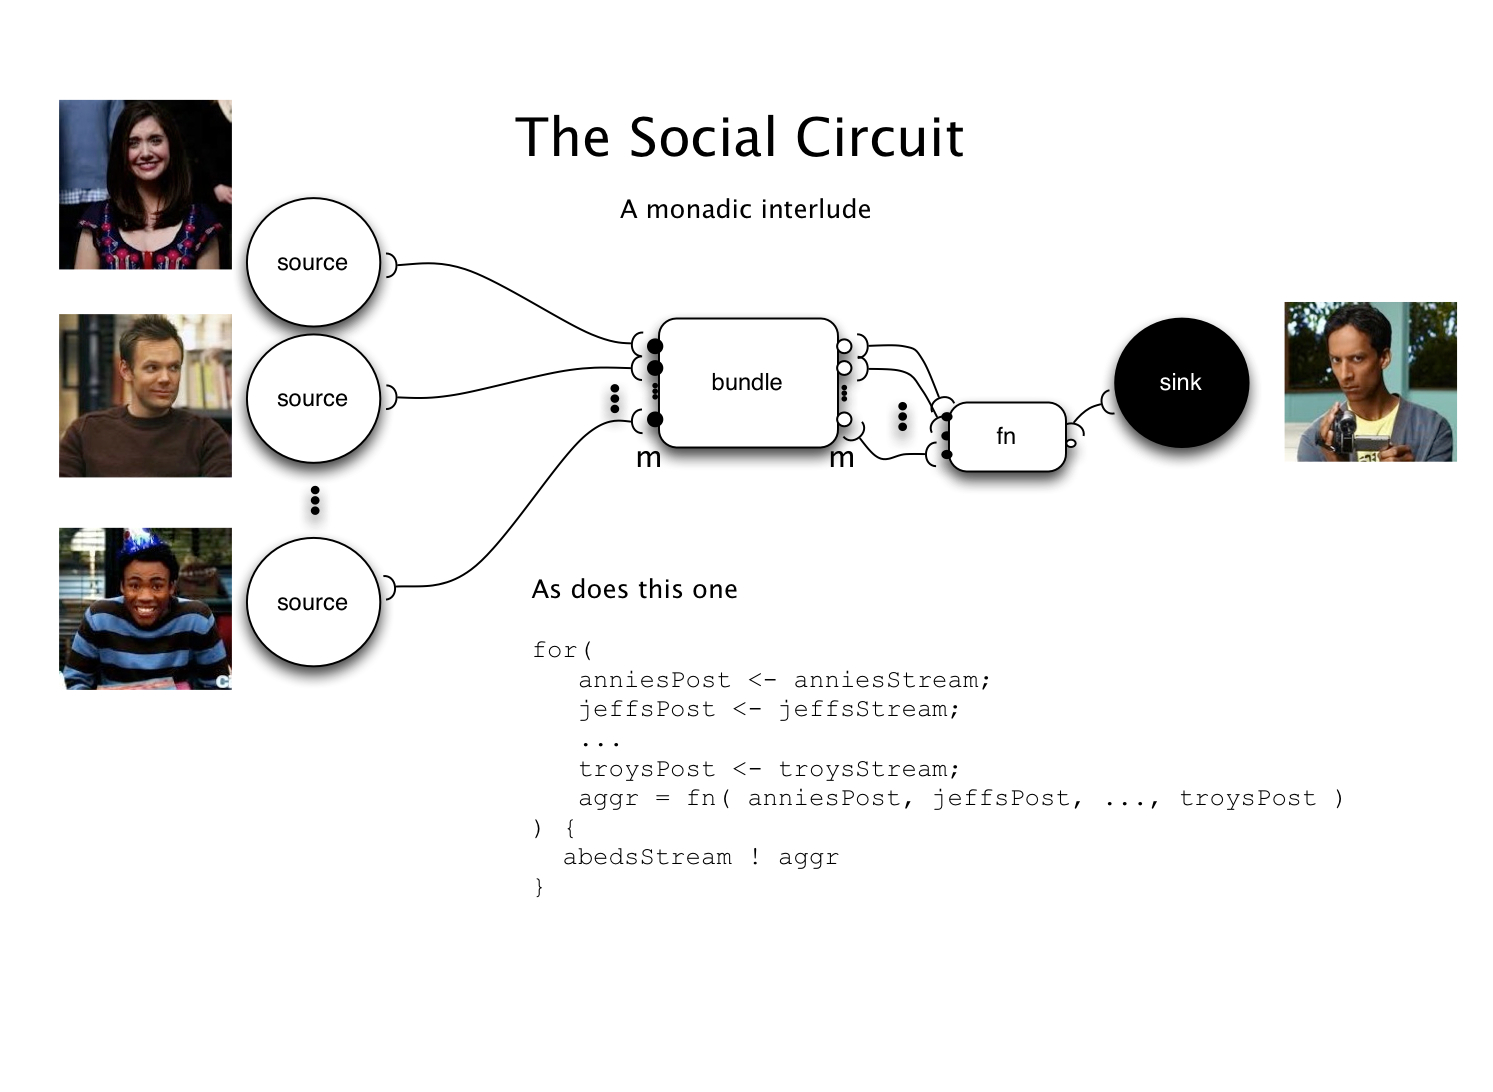 The Social Circuit
A monadic interlude
source
source
source
bundle
m
m
fn
sink
As does this one
for(
   anniesPost <- anniesStream;
   jeffsPost <- jeffsStream;
   ...
   troysPost <- troysStream;
   aggr = fn( anniesPost, jeffsPost, ..., troysPost )
) {
  abedsStream ! aggr
}